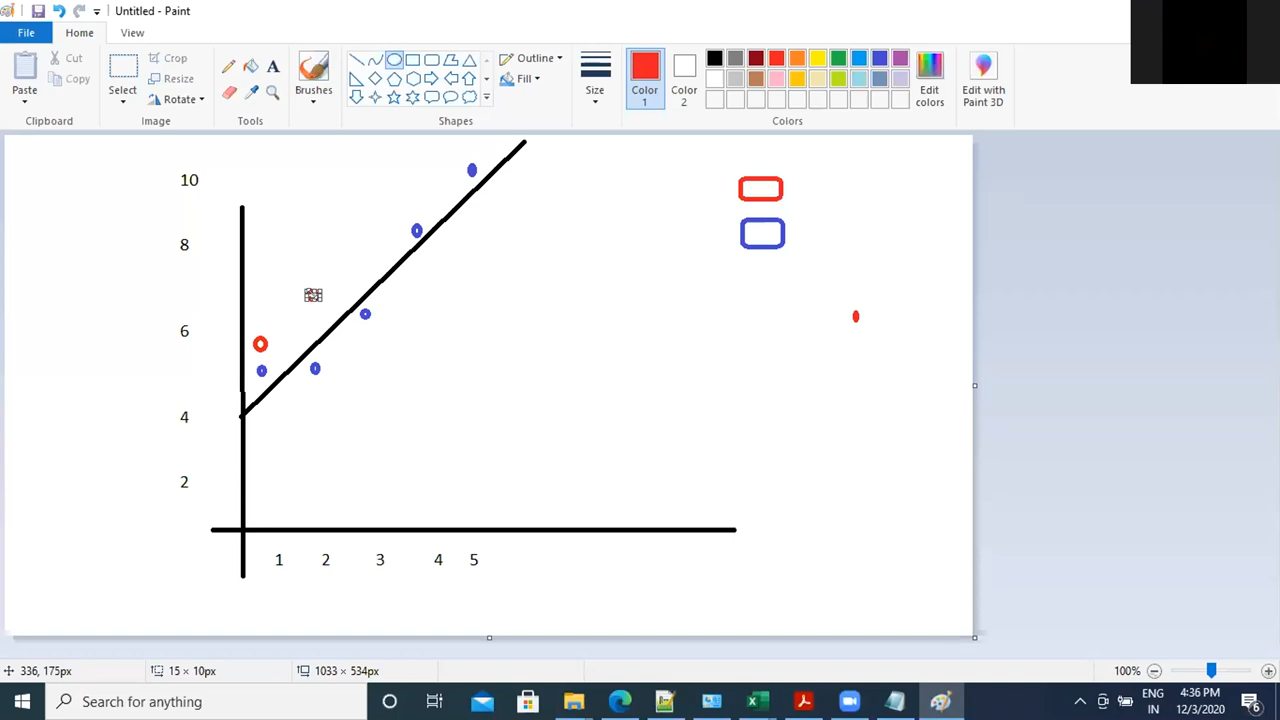 Untitled - Paint
File Home View
Paste
Cut
Copy
Clipboard
Select
Crop
Resize
Rotate
Image
A
Tools
Brushes
Outline
Fill
Shapes
Size
Color 1
Color 2
Edit colors
Colors
Edit with Paint 3D
10
8
6
4
2
1 2 3 4 5
336, 175px
15 × 10px
1033 × 534px
100%
Search for anything
ENG
IN
4:36 PM
12/3/2020
6